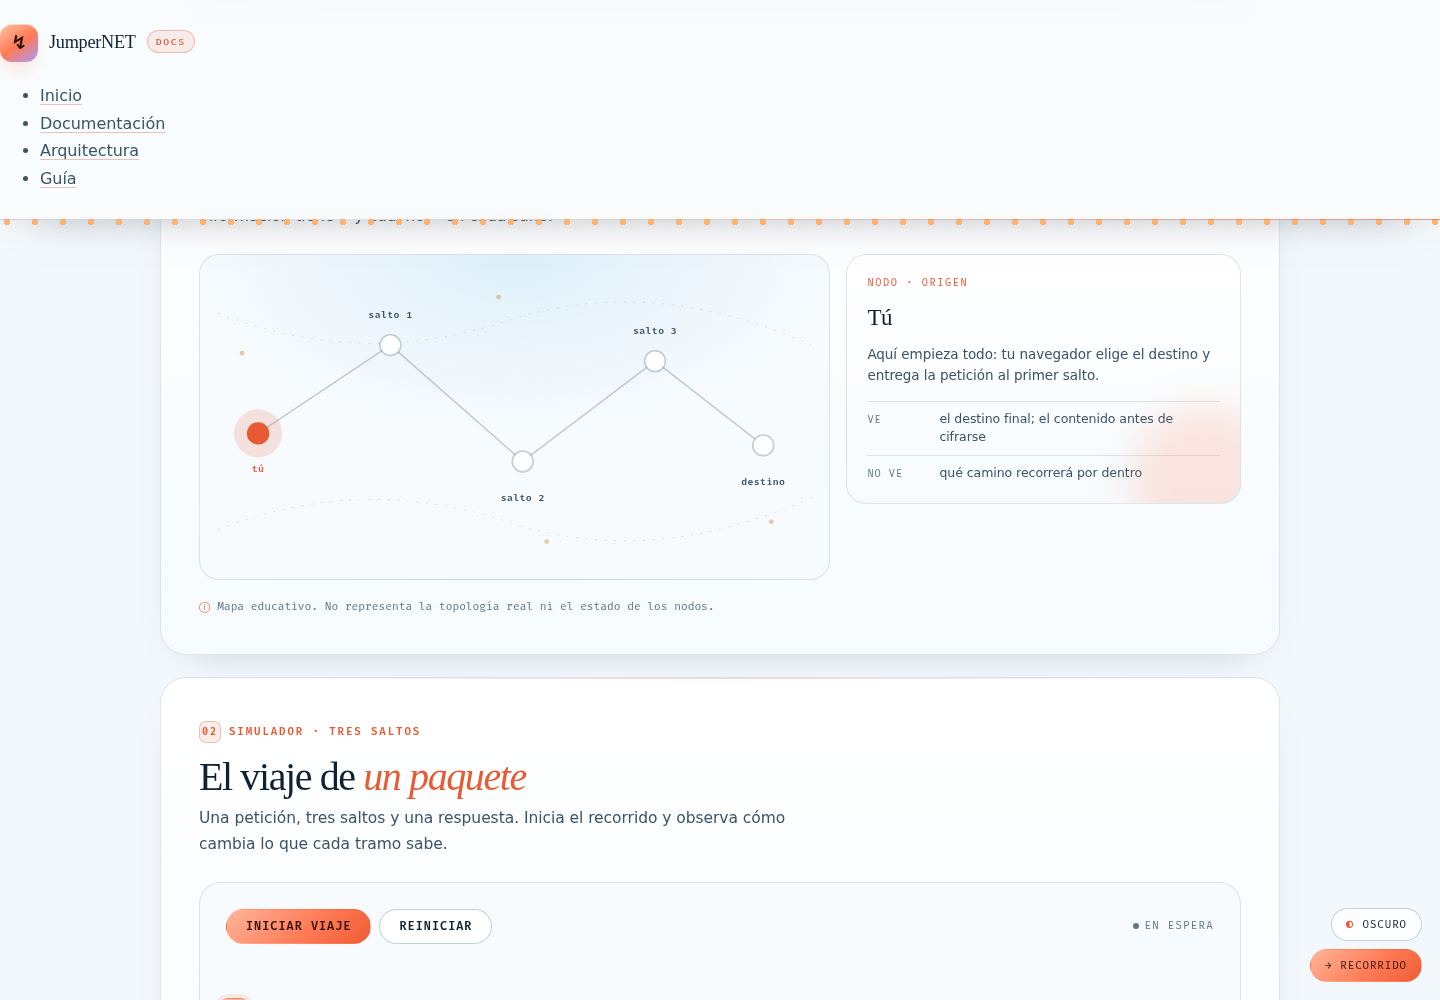 JumperNET DOCS
Inicio
Documentación
Arquitectura
Guía
salto 1
salto 3
tú
salto 2
destino
NODO · ORIGEN
Tú
Aquí empieza todo: tu navegador elige el destino y
entrega la petición al primer salto.
VE el destino final; el contenido antes de
cifrarse
NO VE qué camino recorrerá por dentro
Mapa educativo. No representa la topología real ni el estado de los nodos.
02 SIMULADOR · TRES SALTOS
El viaje de un paquete
Una petición, tres saltos y una respuesta. Inicia el recorrido y observa cómo
cambia lo que cada tramo sabe.
INICIAR VIAJE REINICIAR EN ESPERA
OSCURO
→ RECORRIDO